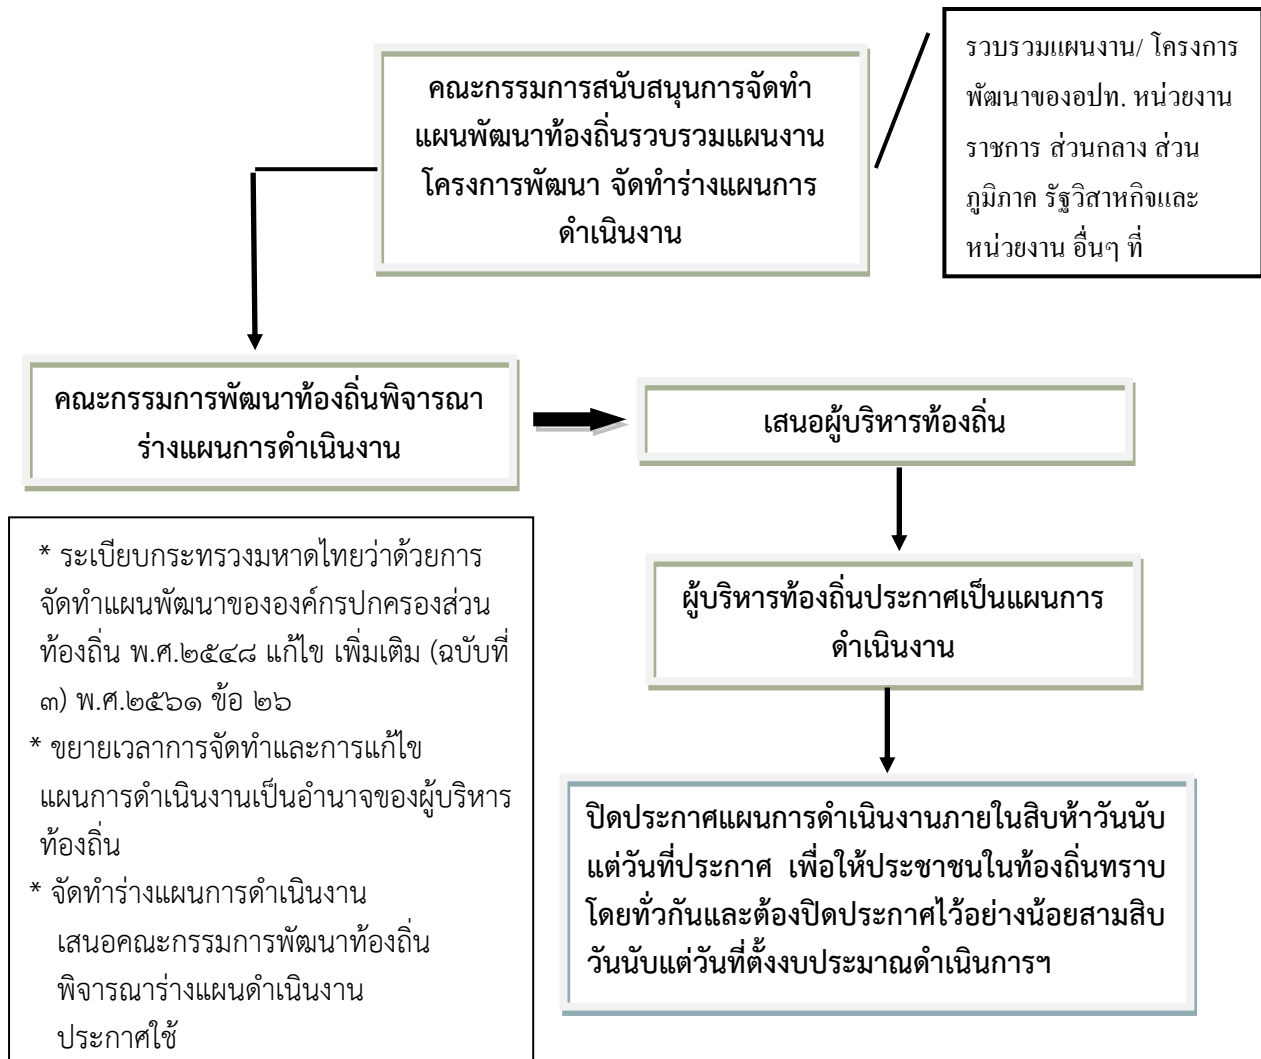 คณะกรรมการสนับสนุนการจัดทำ
แผนพัฒนาท้องถิ่นรวบรวมแผนงาน
โครงการพัฒนา จัดทำร่างแผนการ
ดำเนินงาน
รวบรวมแผนงาน/ โครงการ
พัฒนาของอปท. หน่วยงาน
ราชการ ส่วนกลาง ส่วน
ภูมิภาค รัฐวิสาหกิจและ
หน่วยงาน อื่นๆ ที่
คณะกรรมการพัฒนาท้องถิ่นพิจารณา
ร่างแผนการดำเนินงาน
เสนอผู้บริหารท้องถิ่น
ผู้บริหารท้องถิ่นประกาศเป็นแผนการ
ดำเนินงาน
* ระเบียบกระทรวงมหาดไทยว่าด้วยการ
จัดทำแผนพัฒนาขององค์กรปกครองส่วน
ท้องถิ่น พ.ศ.๒๕๔๘ แก้ไข เพิ่มเติม (ฉบับที่
๓) พ.ศ.๒๕๖๑ ข้อ ๒๖
* ขยายเวลาการจัดทำและการแก้ไข
แผนการดำเนินงานเป็นอำนาจของผู้บริหาร
ท้องถิ่น
* จัดทำร่างแผนการดำเนินงาน
เสนอคณะกรรมการพัฒนาท้องถิ่น
พิจารณาร่างแผนดำเนินงาน
ประกาศใช้
ปิดประกาศแผนการดำเนินงานภายในสิบห้าวันนับ
แต่วันที่ประกาศ เพื่อให้ประชาชนในท้องถิ่นทราบ
โดยทั่วกันและต้องปิดประกาศไว้อย่างน้อยสามสิบ
วันนับแต่วันที่ตั้งงบประมาณดำเนินการฯ